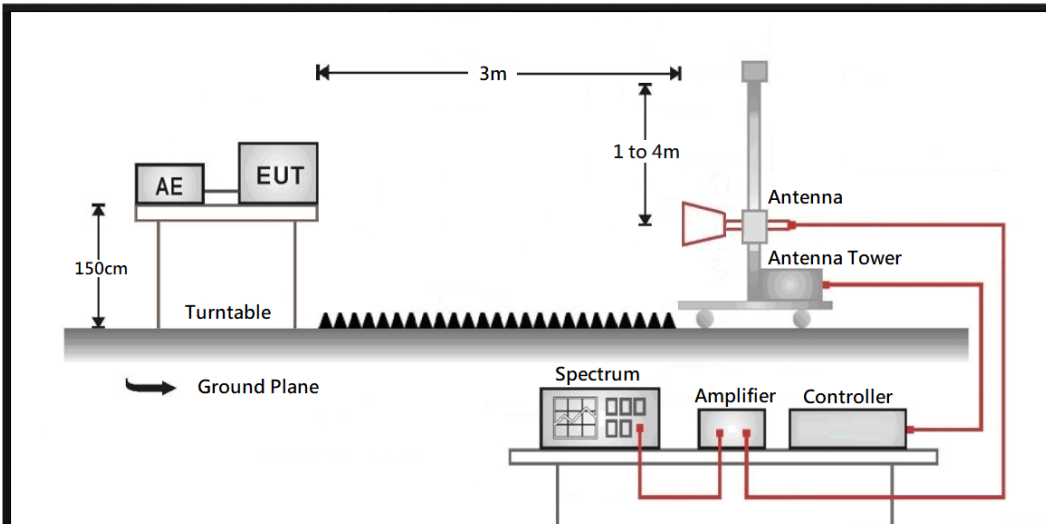 3m
1 to 4m
AE
EUT
Antenna
150cm
Antenna Tower
Turntable
Ground Plane
Spectrum
Amplifier
Controller